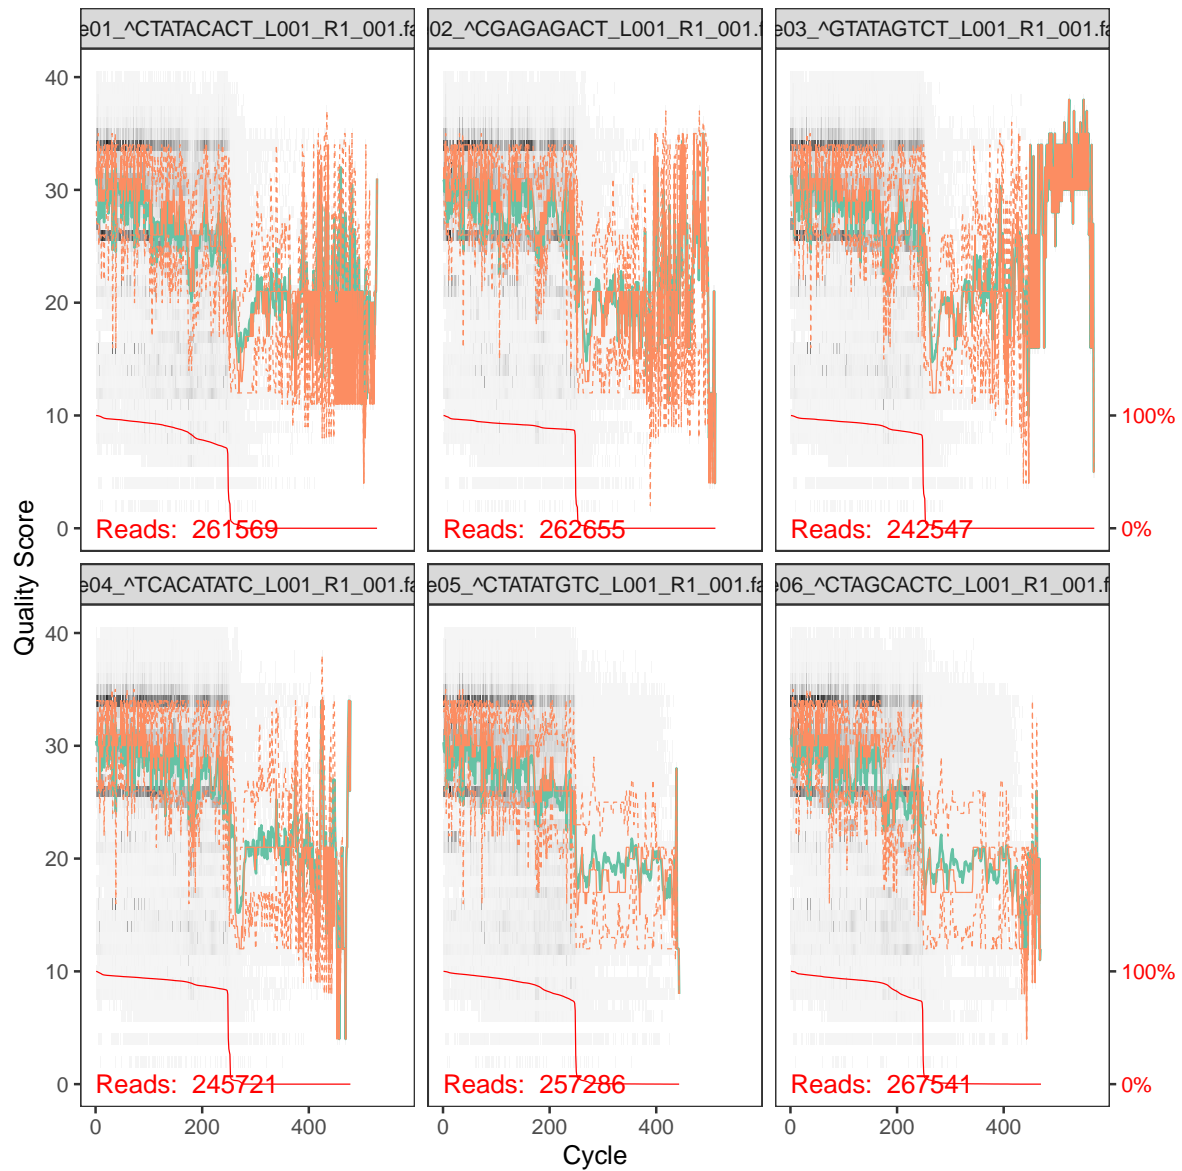 e01_^CTATACACT_L001_R1_001.fa
02_^CGAGAGACT_L001_R1_001.f
e03_^GTATAGTCT_L001_R1_001.fa
40
30
20
10
0
Reads: 261569
Reads: 262655
Reads: 242547
100%
0%
e04_^TCACATATC_L001_R1_001.fa
e05_^CTATATGTC_L001_R1_001.fa
e06_^CTAGCACTC_L001_R1_001.f
40
30
20
10
0
Reads: 245721
Reads: 257286
Reads: 267541
100%
0%
Quality Score
0 200 400
0 200 400
0 200 400
Cycle